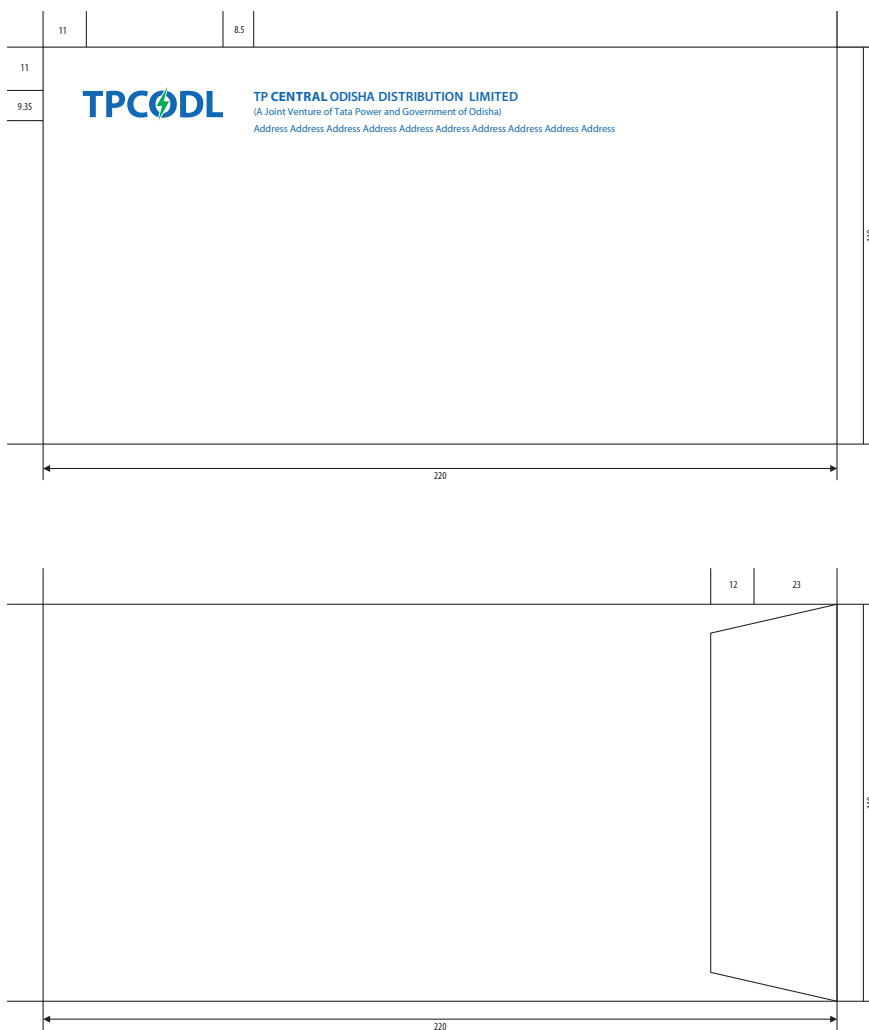 11
8.5
11
9.35
TPCODL
TP CENTRAL ODISHA DISTRIBUTION LIMITED
(A Joint Venture of Tata Power and Government of Odisha)
Address Address Address Address Address Address Address Address Address Address
220
12
23
220